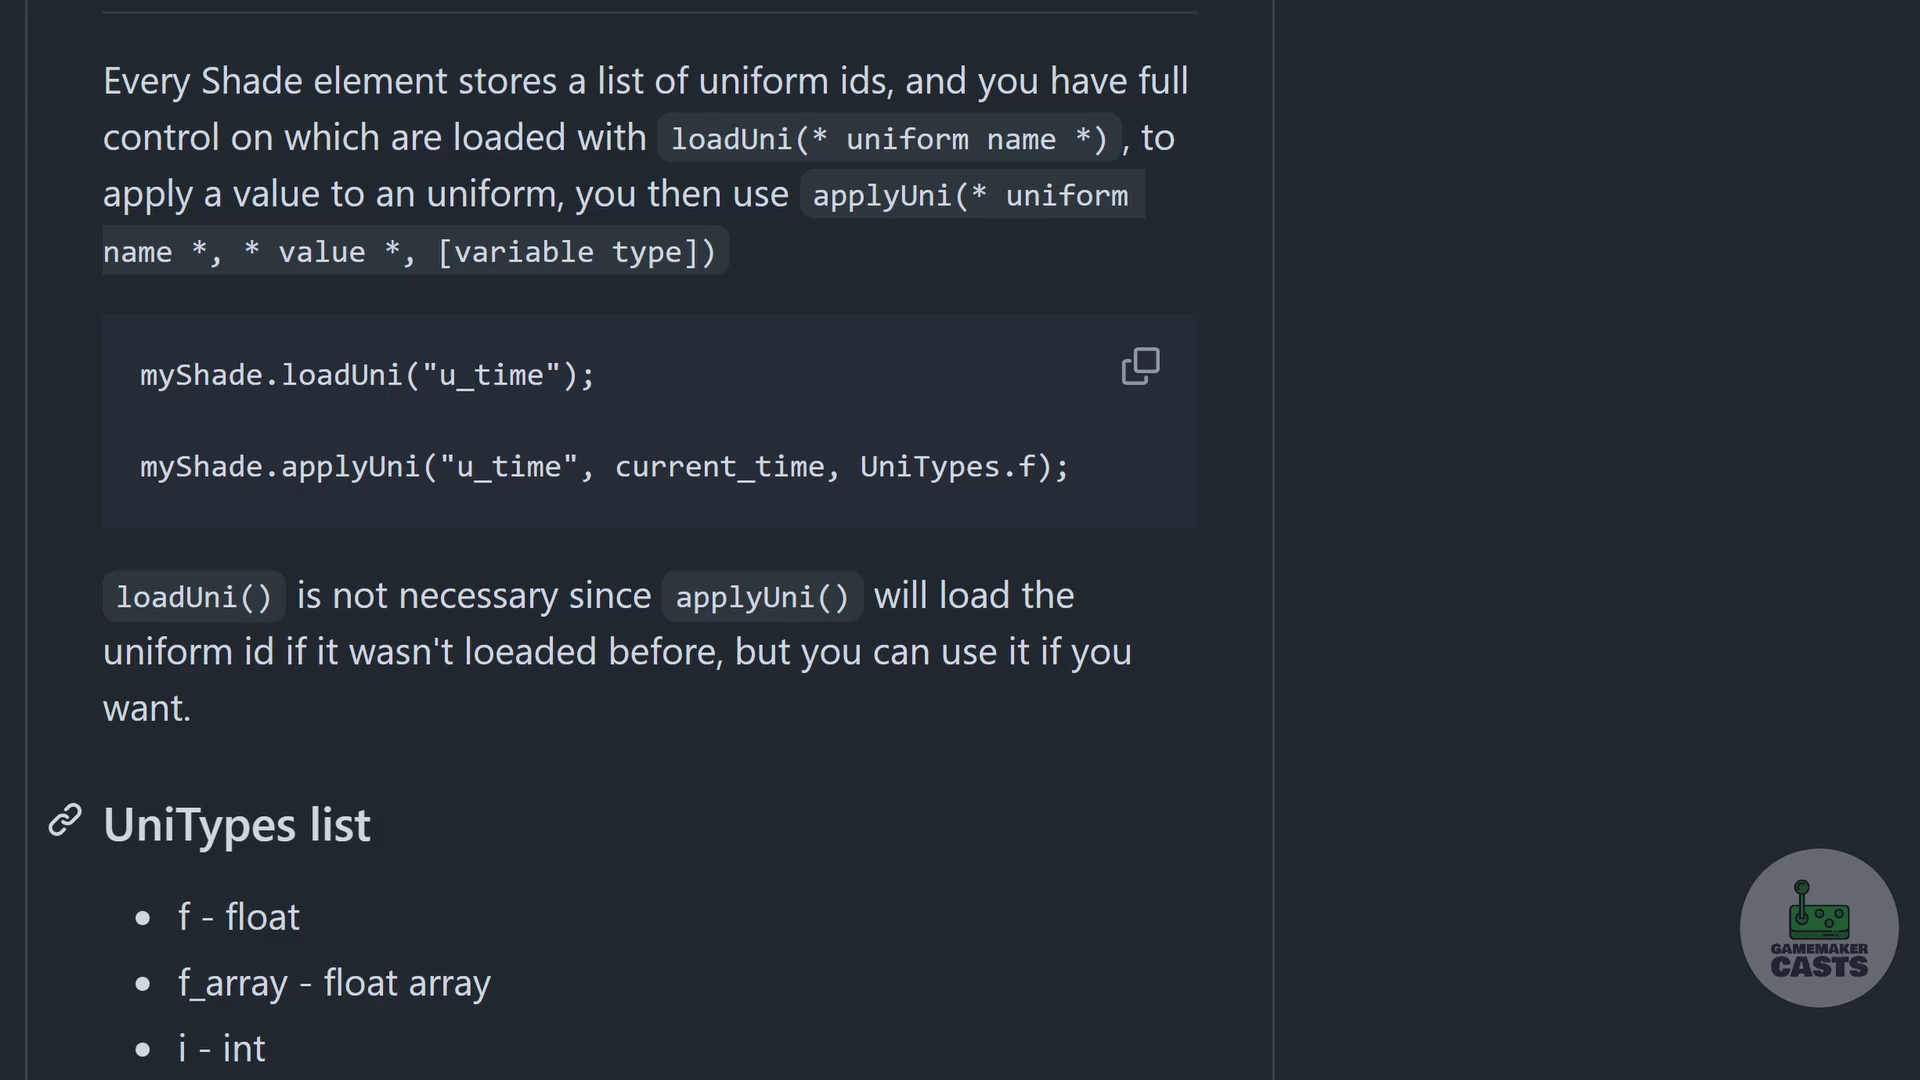 Every Shade element stores a list of uniform ids, and you have full
control on which are loaded with loadUni(* uniform name *), to
apply a value to an uniform, you then use applyUni(* uniform
name *, * value *, [variable type])
myShade.loadUni("u_time");
myShade.applyUni("u_time", current_time, UniTypes.f);
loadUni() is not necessary since applyUni() will load the
uniform id if it wasn't loeaded before, but you can use it if you
want.
UniTypes list
• f - float
• f_array - float array
• i - int
GAMEMAKER
CASTS